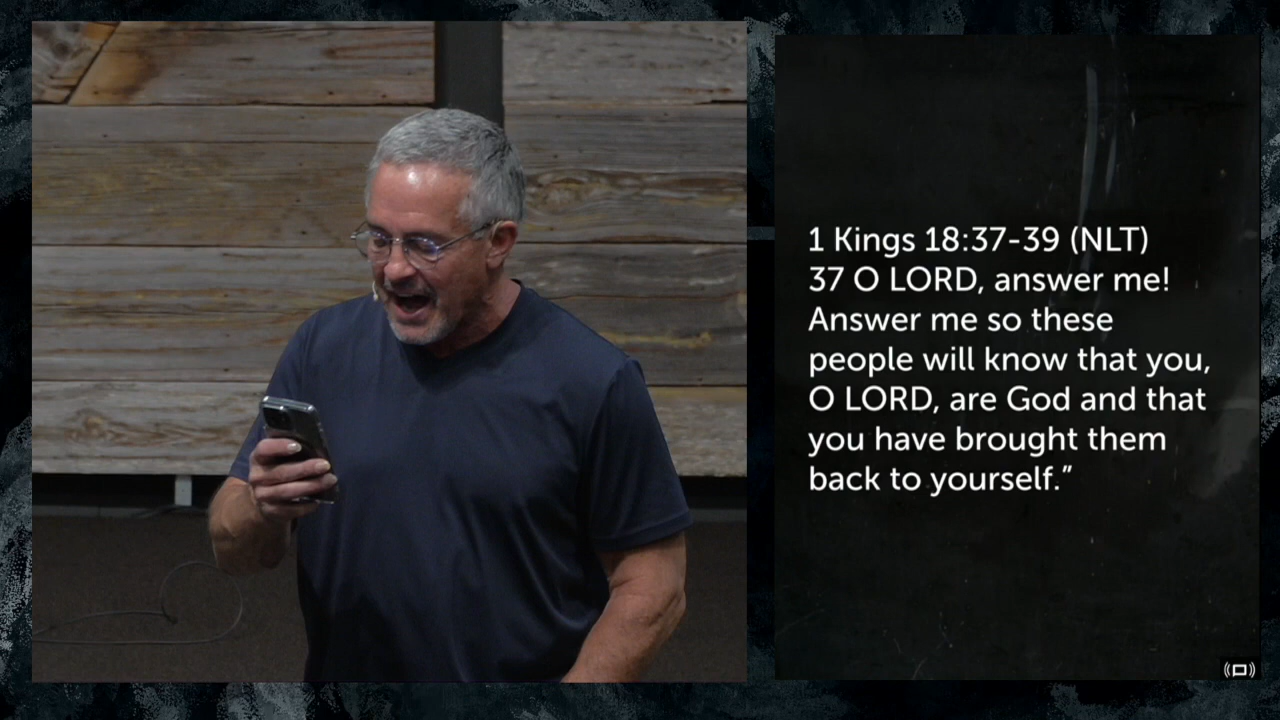 1 Kings 18:37-39 (NLT)
37 O LORD, answer me!
Answer me so these
people will know that you,
O LORD, are God and that
you have brought them
back to yourself.”